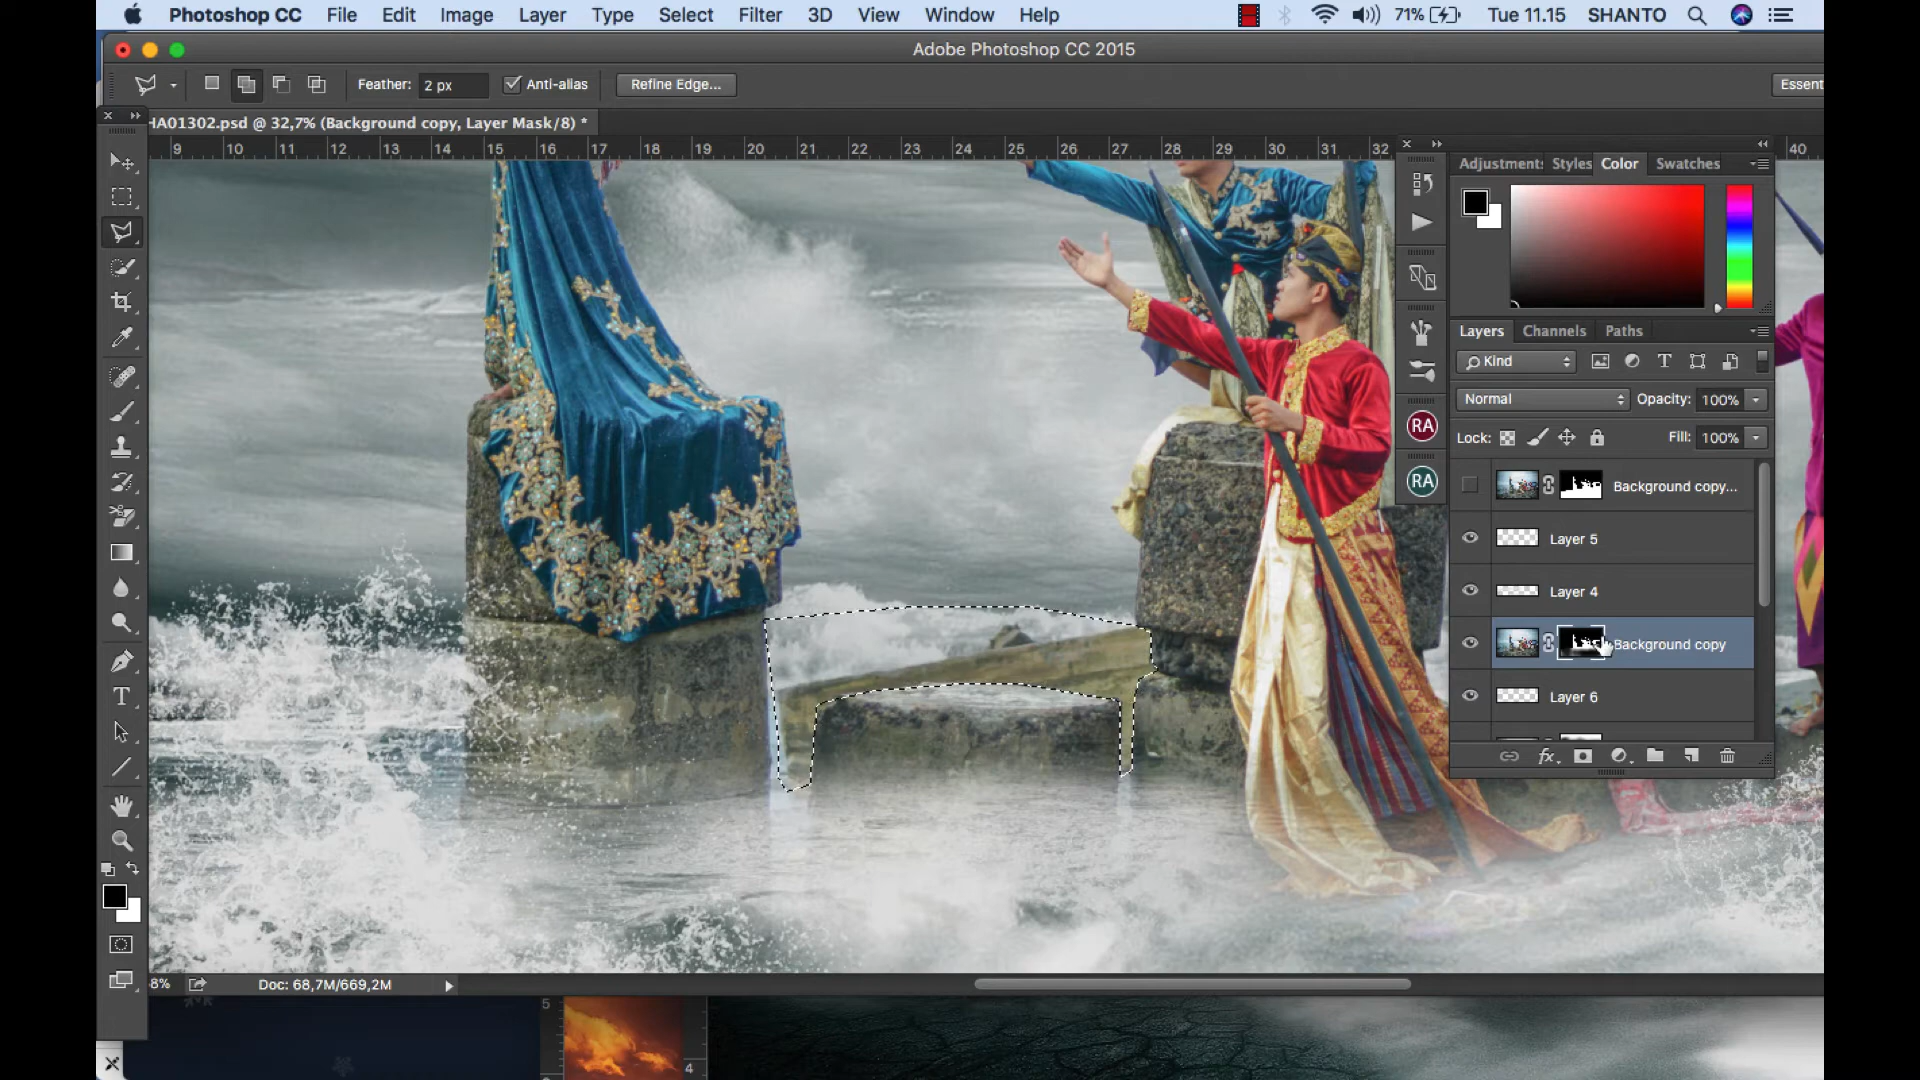 Photoshop CC File Edit Image Layer Type Select Filter 3D View Window Help 71% Tue 11.15 SHANTO
Adobe Photoshop CC 2015
Feather: 2 px Anti-alias Refine Edge... Essent
HA01302.psd @ 32,7% (Background copy, Layer Mask/8) *
9 10 11 12 13 14 15 16 17 18 19 20 21 22 23 24 25 26 27 28 29 30 31 32 40
Adjustments Styles Color Swatches
Layers Channels Paths
Kind T
Normal Opacity: 100%
RA
Lock: Fill: 100%
RA
Background copy...
Layer 5
Layer 4
Background copy
Layer 6
fx
T
8% Doc: 68,7M/669,2M
5
4